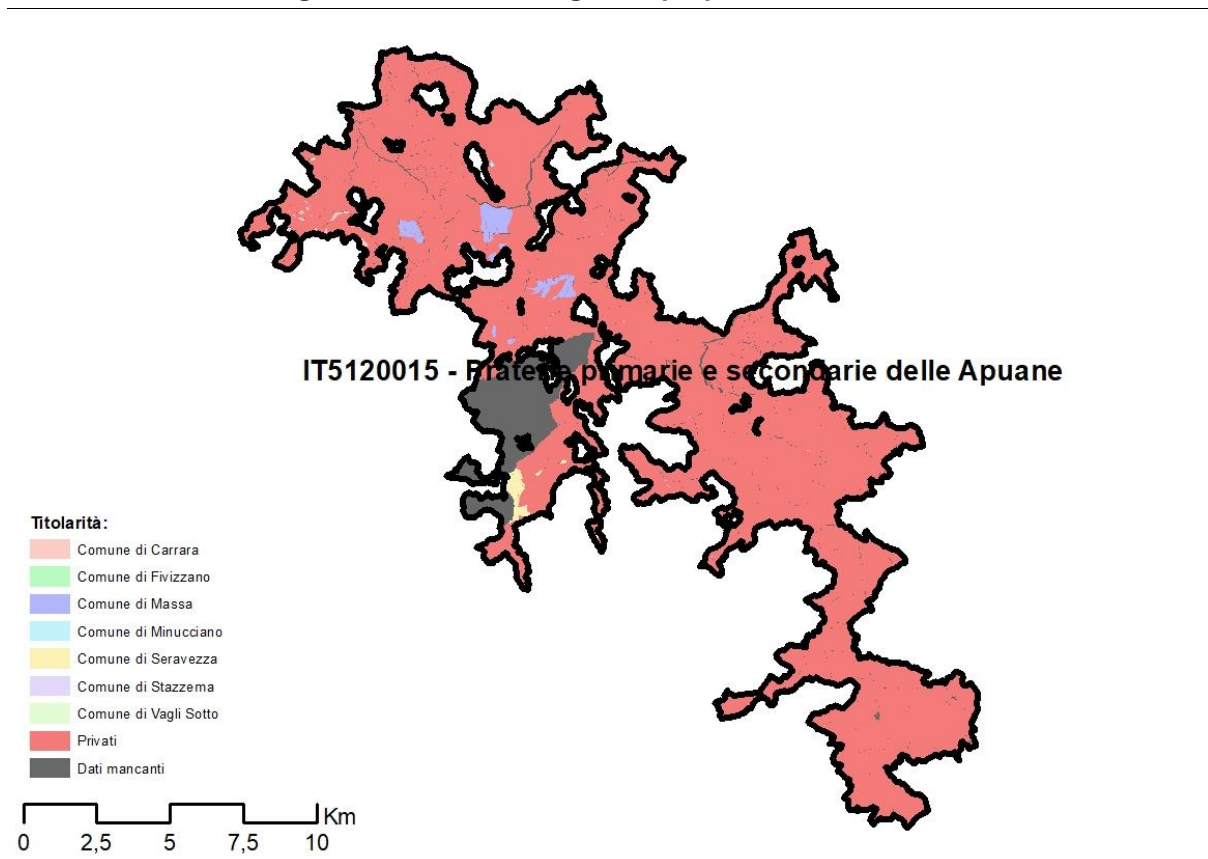 IT5120015 - Praterie primarie e secondarie delle Apuane
Titolarità:
Comune di Carrara
Comune di Fivizzano
Comune di Massa
Comune di Minucciano
Comune di Seravezza
Comune di Stazzema
Comune di Vagli Sotto
Privati
Dati mancanti
Km
0 2,5 5 7,5 10